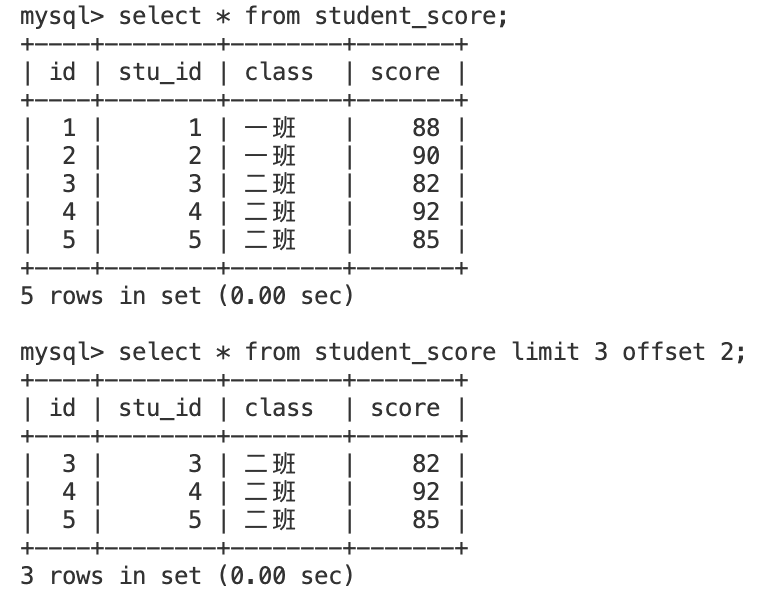 mysql> select * from student_score;
+----+--------+--------+-------+
| id | stu_id | class  | score |
+----+--------+--------+-------+
|  1 |      1 | 一班   |    88 |
|  2 |      2 | 一班   |    90 |
|  3 |      3 | 二班   |    82 |
|  4 |      4 | 二班   |    92 |
|  5 |      5 | 二班   |    85 |
+----+--------+--------+-------+
5 rows in set (0.00 sec)

mysql> select * from student_score limit 3 offset 2;
+----+--------+--------+-------+
| id | stu_id | class  | score |
+----+--------+--------+-------+
|  3 |      3 | 二班   |    82 |
|  4 |      4 | 二班   |    92 |
|  5 |      5 | 二班   |    85 |
+----+--------+--------+-------+
3 rows in set (0.00 sec)